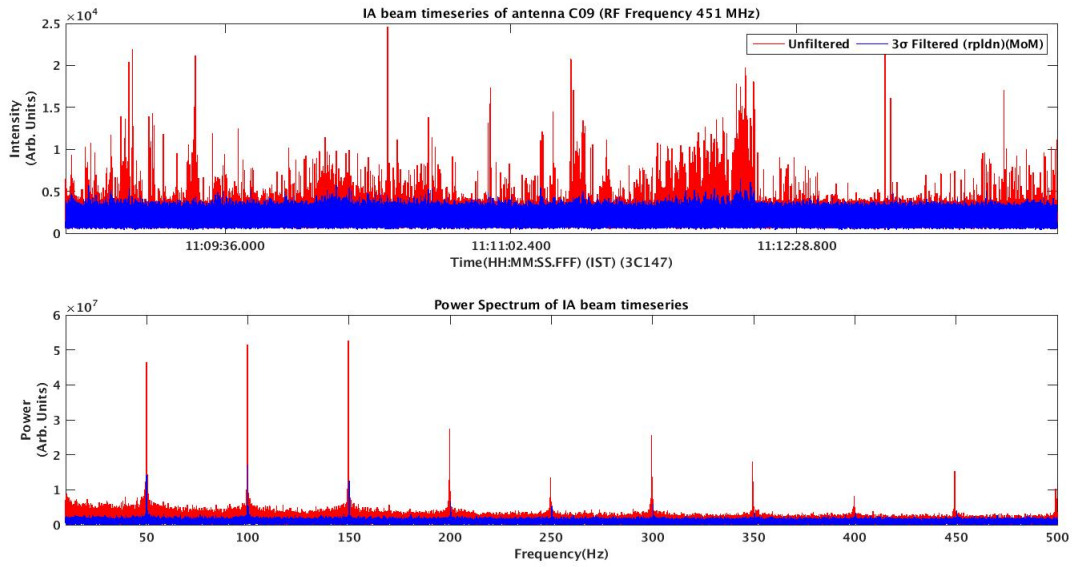 IA beam timeseries of antenna C09 (RF Frequency 451 MHz)
×10⁴
Unfiltered 3σ Filtered (rpldn)(MoM)
2.5
2
1.5
1
0.5
0
Intensity
(Arb. Units)
11:09:36.000 11:11:02.400 11:12:28.800
Time(HH:MM:SS.FFF) (IST) (3C147)
Power Spectrum of IA beam timeseries
×10⁷
6
5
4
3
2
1
0
Power
(Arb. Units)
50 100 150 200 250 300 350 400 450 500
Frequency(Hz)